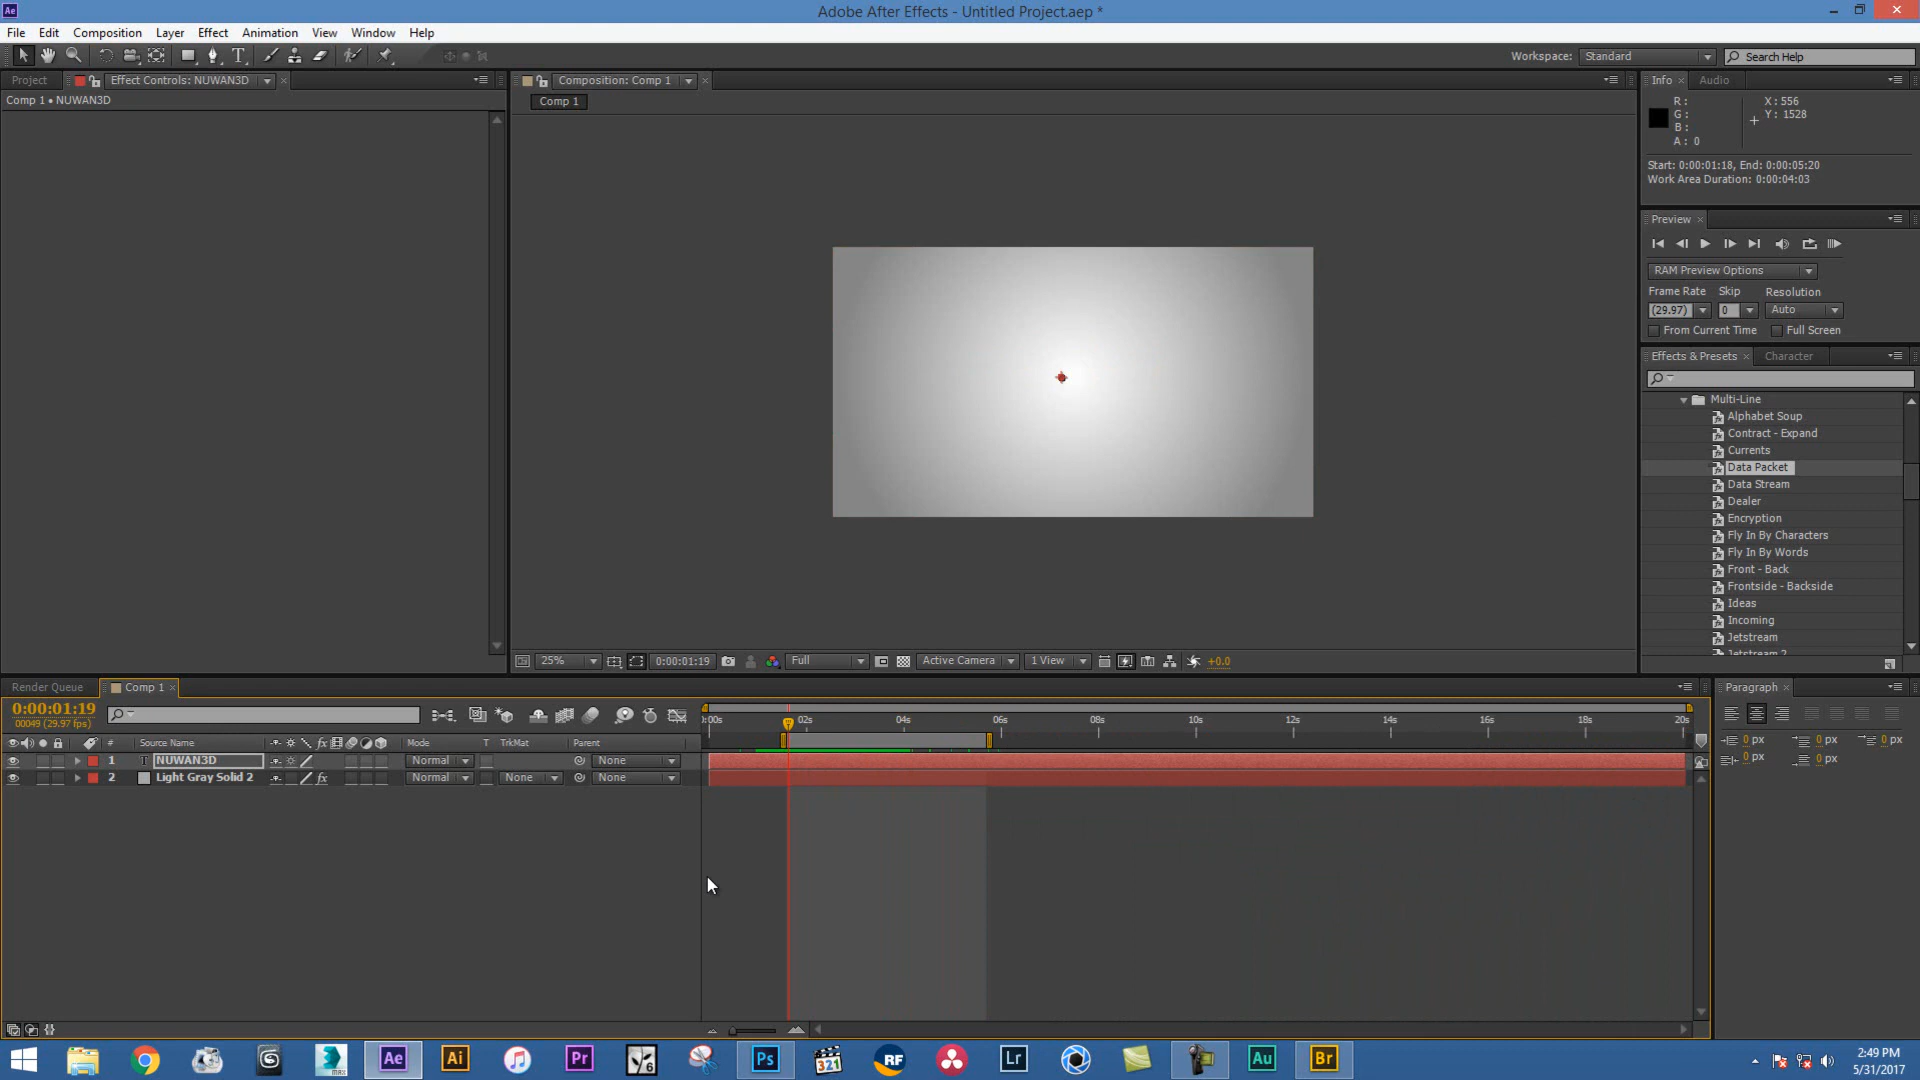 Ae Adobe After Effects - Untitled Project.aep *
File Edit Composition Layer Effect Animation View Window Help
T Workspace: Standard Search Help
Project Effect Controls: NUWAN3D Composition: Comp 1 Info Audio
Comp 1 • NUWAN3D
Comp 1
R :
G :
B :
A : 0
X : 556
Y : 1528
Start: 0:00:01:18, End: 0:00:05:20
Work Area Duration: 0:00:04:03
Preview
RAM Preview Options
Frame Rate Skip Resolution
(29.97) 0 Auto
From Current Time Full Screen
Effects & Presets Character
Multi-Line
Alphabet Soup
Contract - Expand
Currents
Data Packet
Data Stream
Dealer
Encryption
Fly In By Characters
Fly In By Words
Front - Back
Frontside - Backside
Ideas
Incoming
Jetstream
Jetstream 2
25% 0:00:01:19 Full Active Camera 1 View +0.0
Render Queue Comp 1 Paragraph
0:00:01:19
00049 (29.97 fps)
:00s 02s 04s 06s 08s 10s 12s 14s 16s 18s 20s
# Source Name fx Mode T TrkMat Parent
1 T NUWAN3D Normal None
2 Light Gray Solid 2 fx Normal None None
0 px 0 px 0 px
0 px 0 px
MAX Ae Ai Pr 6 Ps 321 RF Lr Au Br
2:49 PM
5/31/2017